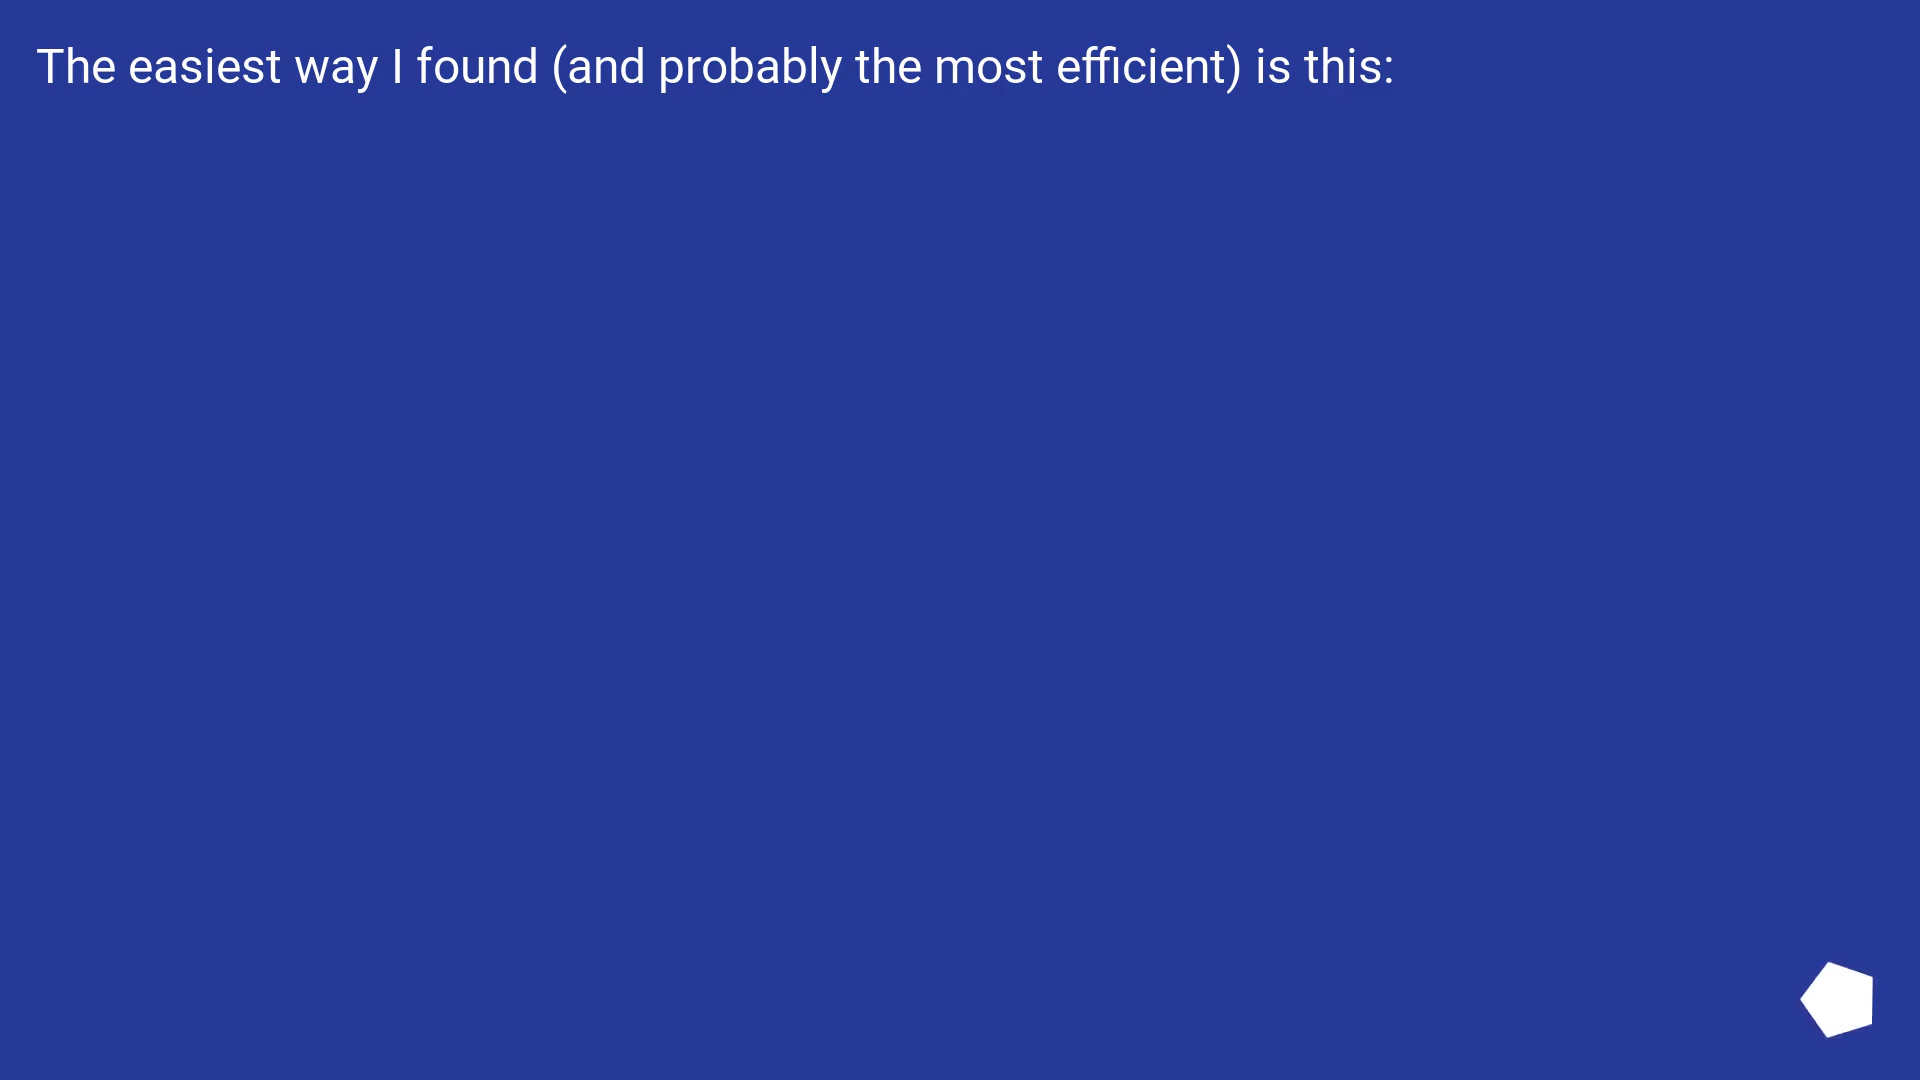 The easiest way I found (and probably the most efficient) is this: